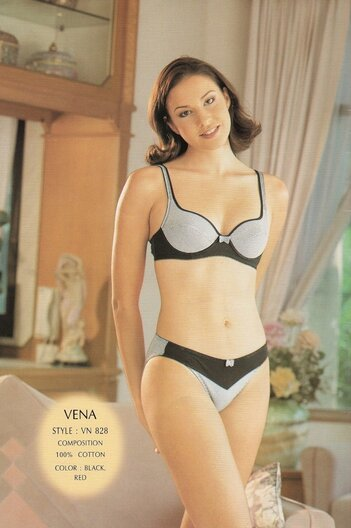 VENA
STYLE : VN 828
COMPOSITION
100% COTTON
COLOR : BLACK,
RED